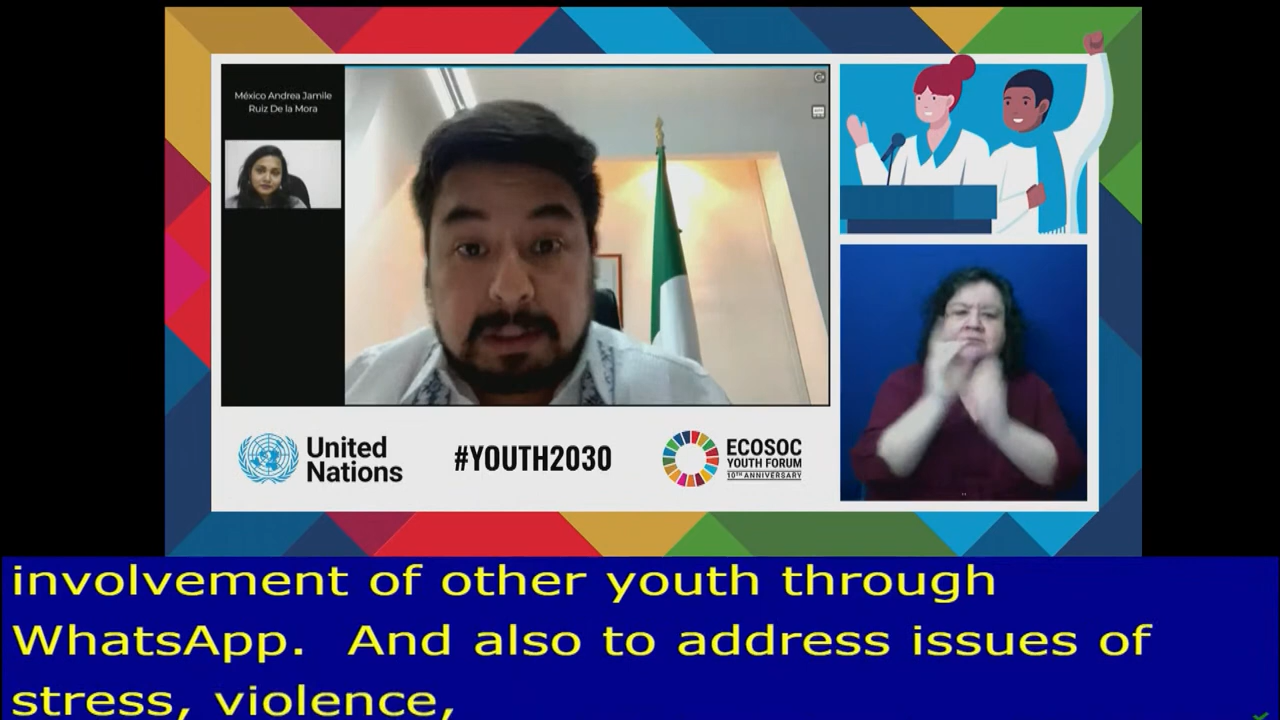 México Andrea Jamile
Ruiz De la Mora
United
Nations
#YOUTH2030
ECOSOC
YOUTH FORUM
10TH ANNIVERSARY
involvement of other youth through
WhatsApp.  And also to address issues of
stress, violence,